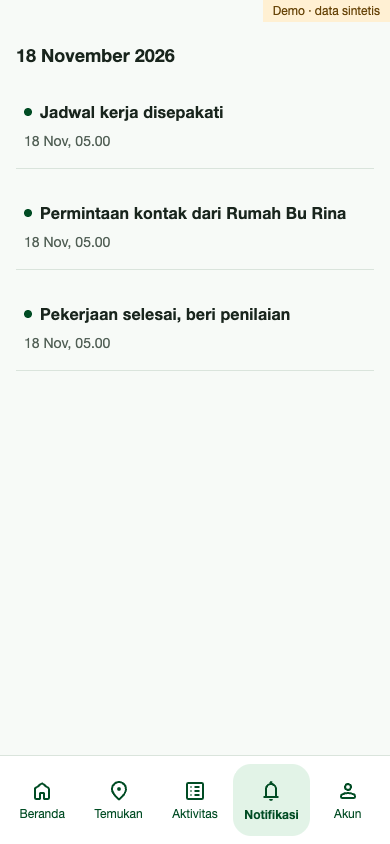 Demo · data sintetis
18 November 2026
Jadwal kerja disepakati
18 Nov, 05.00
Permintaan kontak dari Rumah Bu Rina
18 Nov, 05.00
Pekerjaan selesai, beri penilaian
18 Nov, 05.00
Beranda
Temukan
Aktivitas
Notifikasi
Akun